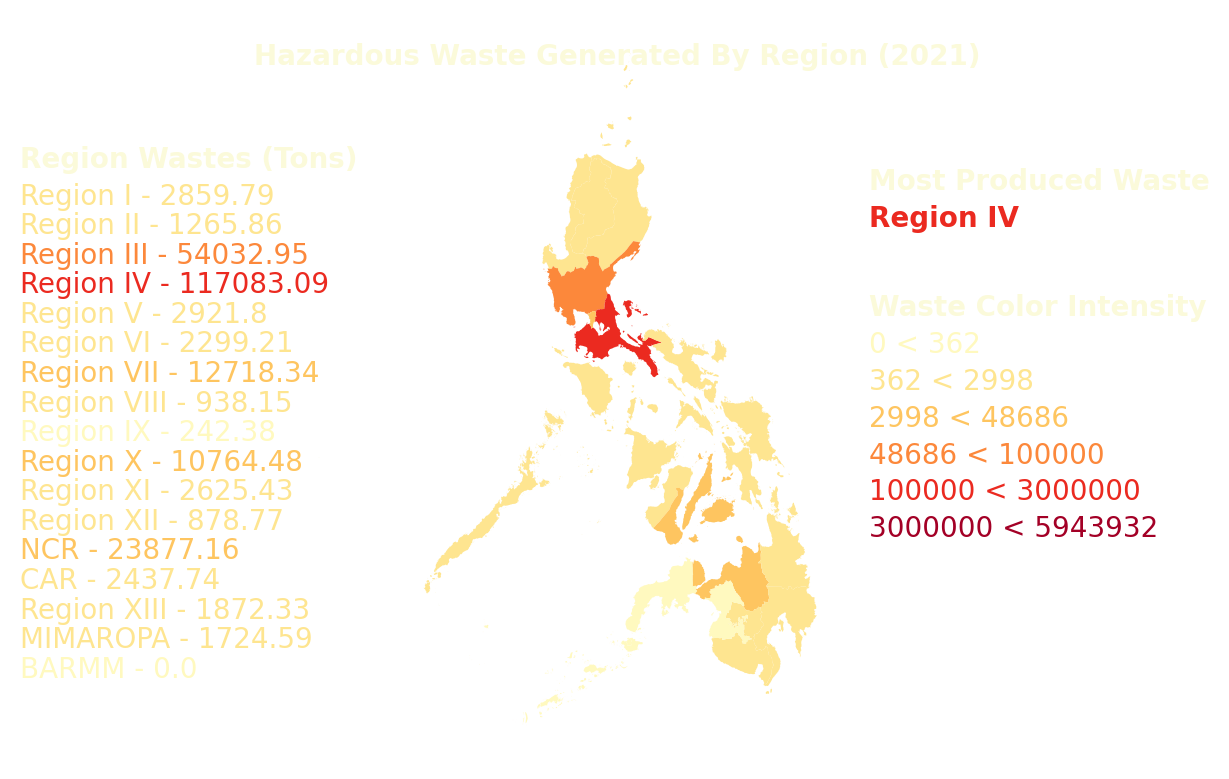 Hazardous Waste Generated By Region (2021)
Region Wastes (Tons)
Region I - 2859.79
Region II - 1265.86
Region III - 54032.95
Region IV - 117083.09
Region V - 2921.8
Region VI - 2299.21
Region VII - 12718.34
Region VIII - 938.15
Region IX - 242.38
Region X - 10764.48
Region XI - 2625.43
Region XII - 878.77
NCR - 23877.16
CAR - 2437.74
Region XIII - 1872.33
MIMAROPA - 1724.59
BARMM - 0.0
Most Produced Waste
Region IV
Waste Color Intensity
0 < 362
362 < 2998
2998 < 48686
48686 < 100000
100000 < 3000000
3000000 < 5943932